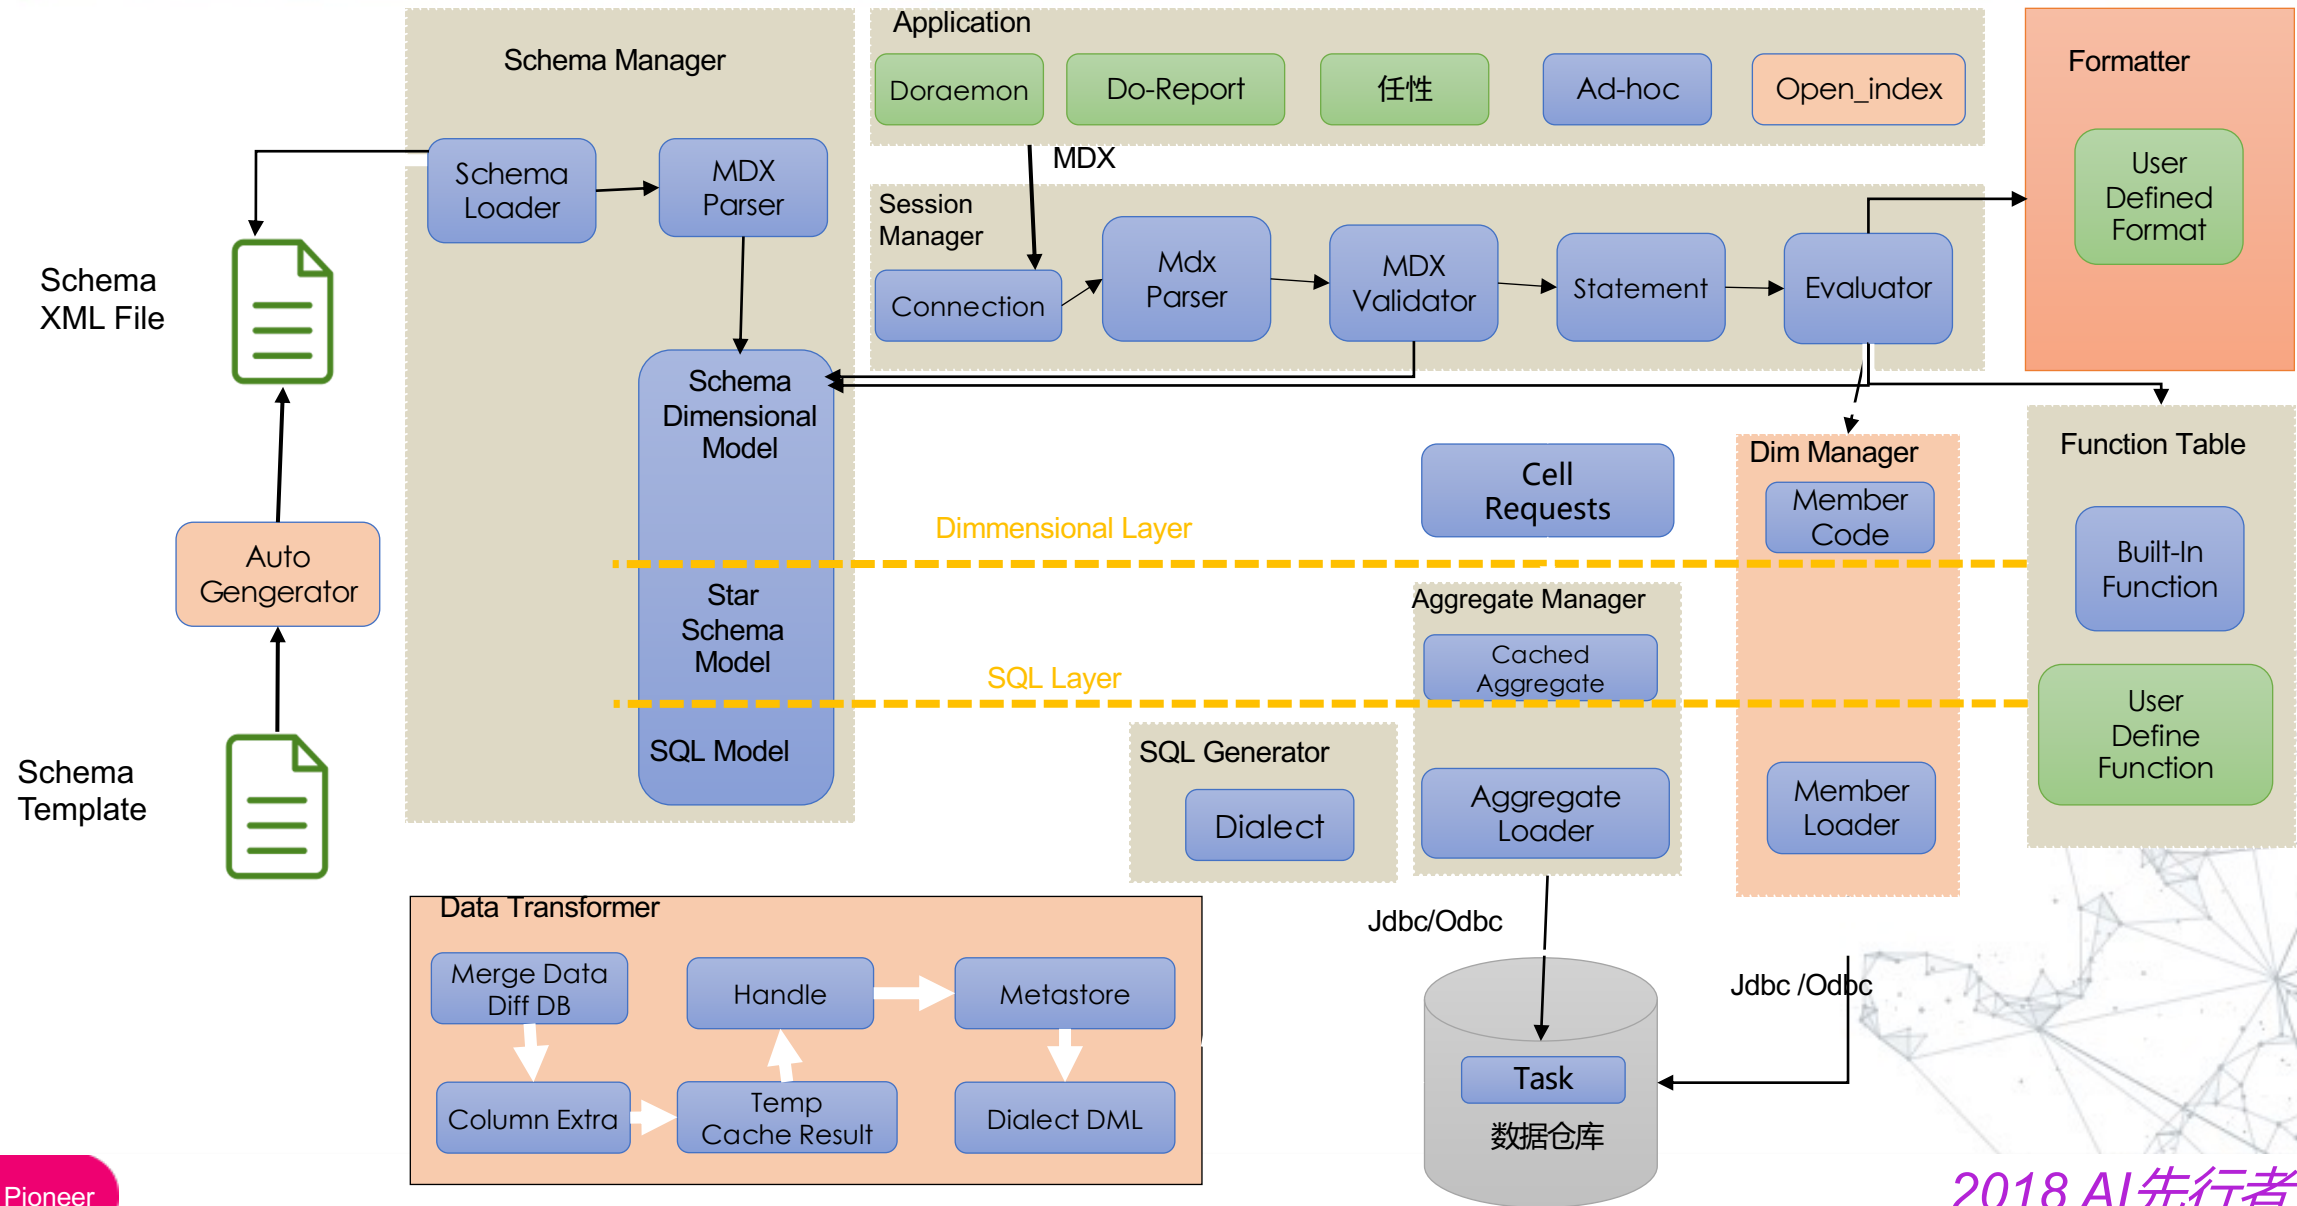 Schema Manager
Application
Formatter
Doraemon
Do-Report
任性
Ad-hoc
Open_index
MDX
Schema
Loader
MDX
Parser
User
Defined
Format
Session
Manager
Connection
Mdx
Parser
MDX
Validator
Statement
Evaluator
Schema
XML File
Schema
Dimensional
Model
Star
Schema
Model
SQL Model
Cell
Requests
Dim Manager
Member
Code
Member
Loader
Function Table
Built-In
Function
User
Define
Function
Dimmensional Layer
Auto
Gengerator
Aggregate Manager
Cached
Aggregate
Aggregate
Loader
SQL Layer
SQL Generator
Dialect
Schema
Template
Data Transformer
Merge Data
Diff DB
Handle
Metastore
Column Extra
Temp
Cache Result
Dialect DML
Jdbc/Odbc
Jdbc /Odbc
Task
数据仓库
Pioneer
2018 AI先行者